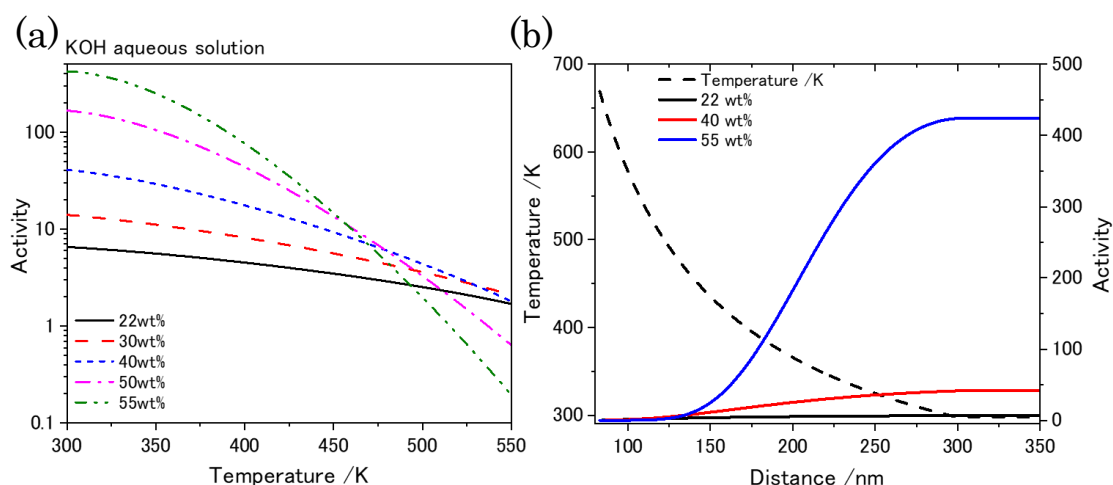 (a)
KOH aqueous solution
Activity
100
10
1
0.1
22wt%
30wt%
40wt%
50wt%
55wt%
300 350 400 450 500 550
Temperature /K
(b)
Temperature /K
700
600
500
400
300
Temperature /K
22 wt%
40 wt%
55 wt%
500
400
300
200
100
0
Activity
100 150 200 250 300 350
Distance /nm